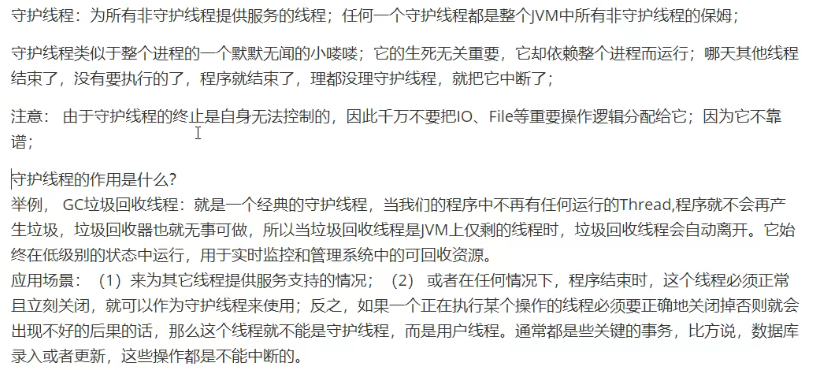 守护线程：为所有非守护线程提供服务的线程；任何一个守护线程都是整个JVM中所有非守护线程的保姆；
守护线程类似于整个进程的一个默默无闻的小喽喽；它的生死无关重要，它却依赖整个进程而运行；哪天其他线程
结束了，没有要执行的了，程序就结束了，理都没理守护线程，就把它中断了；
注意： 由于守护线程的终止是自身无法控制的，因此千万不要把IO、File等重要操作逻辑分配给它；因为它不靠
谱；
守护线程的作用是什么?
举例， GC垃圾回收线程：就是一个经典的守护线程，当我们的程序中不再有任何运行的Thread,程序就不会再产
生垃圾，垃圾回收器也就无事可做，所以当垃圾回收线程是JVM上仅剩的线程时，垃圾回收线程会自动离开。它始
终在低级别的状态中运行，用于实时监控和管理系统中的可回收资源。
应用场景：（1）来为其它线程提供服务支持的情况；（2） 或者在任何情况下，程序结束时，这个线程必须正常
且立刻关闭，就可以作为守护线程来使用；反之，如果一个正在执行某个操作的线程必须要正确地关闭掉否则就会
出现不好的后果的话，那么这个线程就不能是守护线程，而是用户线程。通常都是些关键的事务，比方说，数据库
录入或者更新，这些操作都是不能中断的。